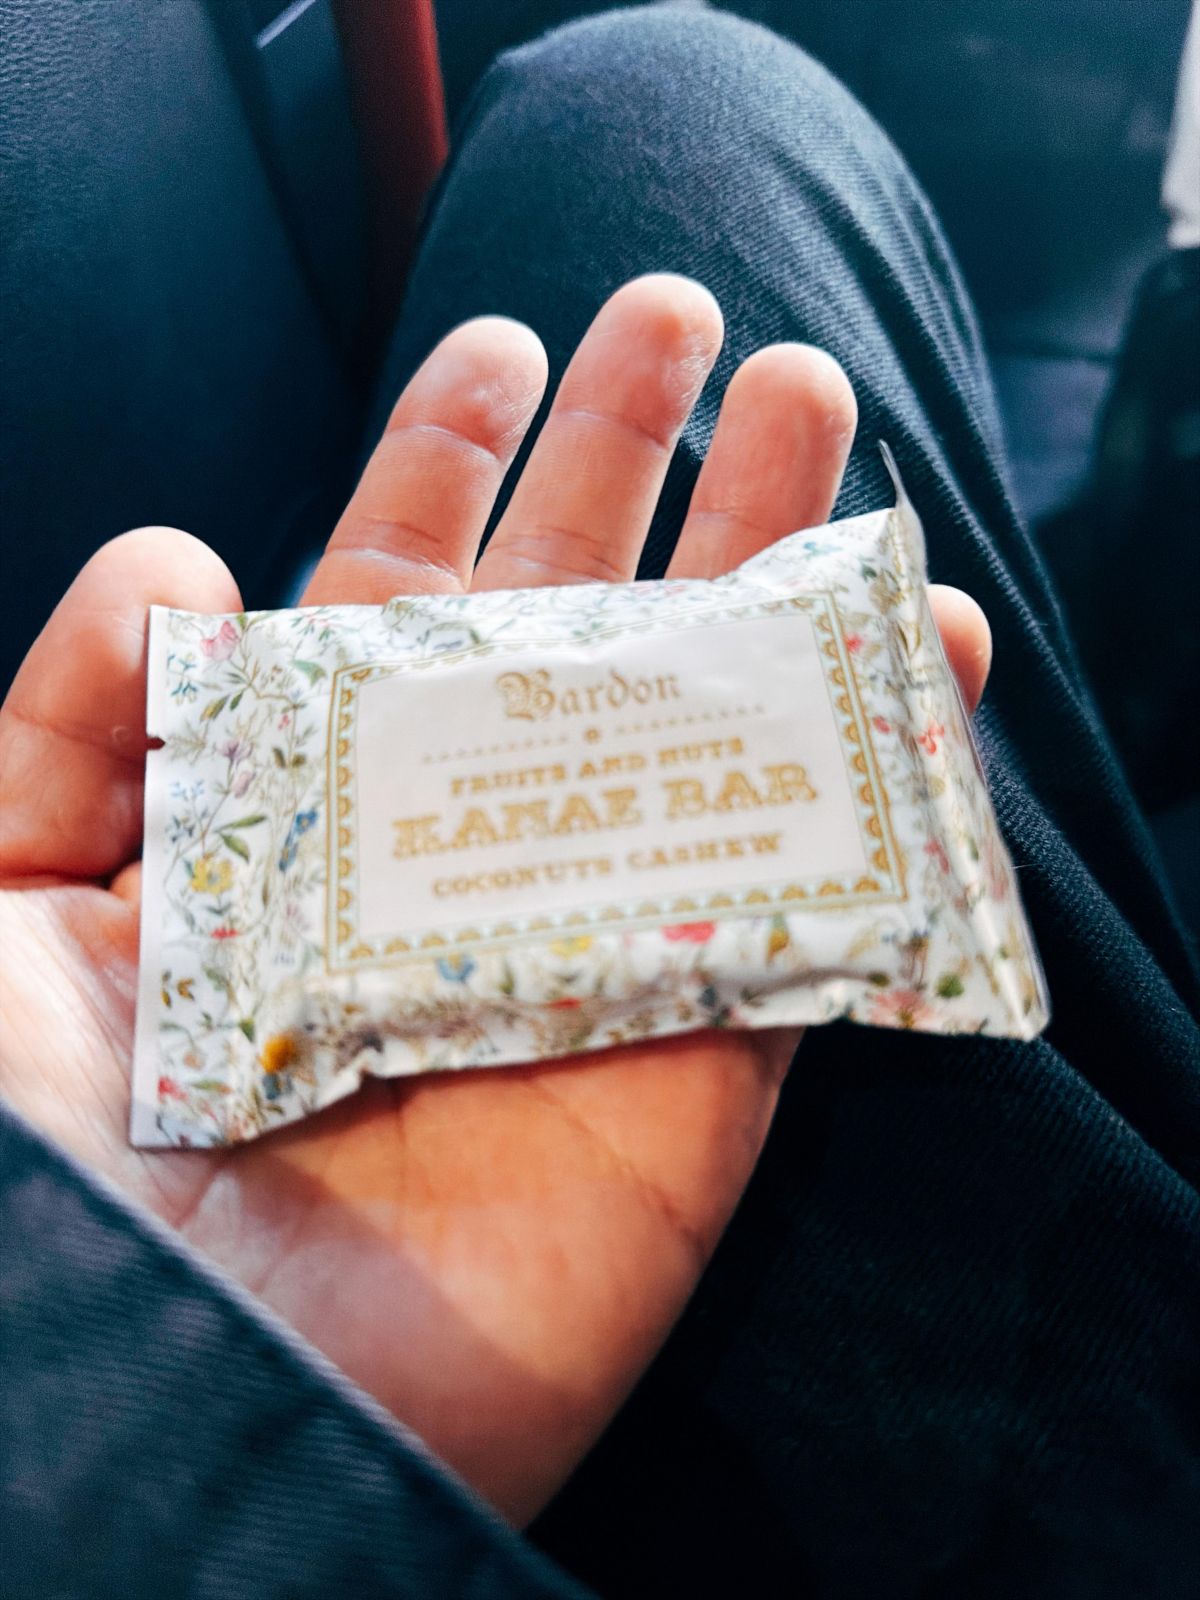 Bardon
FRUITS AND NUTS
KANAE BAR
COCONUTS CASHEW